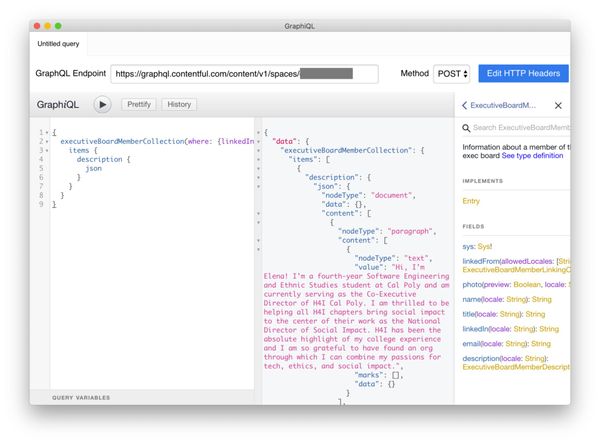 GraphiQL
Untitled query
GraphQL Endpoint
https://graphql.contentful.com/content/v1/spaces/
Method
POST
Edit HTTP Headers
GraphiQL
Prettify
History
ExecutiveBoardM...
1 {
2 executiveBoardMemberCollection(where: {linkedIn
3 items {
4 description {
5 json
6 }
7 }
8 }
9 }
QUERY VARIABLES
{
"data": {
"executiveBoardMemberCollection": {
"items": [
{
"description": {
"json": {
"nodeType": "document",
"data": {},
"content": [
{
"nodeType": "paragraph",
"content": [
{
"nodeType": "text",
"value": "Hi, I'm
Elena! I'm a fourth-year Software Engineering
and Ethnic Studies student at Cal Poly and am
currently serving as the Co-Executive
Director of H4I Cal Poly. I am thrilled to be
helping all H4I chapters bring social impact
to the center of their work as the National
Director of Social Impact. H4I has been the
absolute highlight of my college experience
and I am so grateful to have found an org
through which I can combine my passions for
tech, ethics, and social impact.",
"marks": [],
"data": {}
}
],
Search ExecutiveBoardMemb
Information about a member of th
exec board See type definition
IMPLEMENTS
Entry
FIELDS
sys: Sys!
linkedFrom(allowedLocales: [Strin
ExecutiveBoardMemberLinkingC
photo(preview: Boolean, locale: S
name(locale: String): String
title(locale: String): String
linkedIn(locale: String): String
email(locale: String): String
description(locale: String):
ExecutiveBoardMemberDescript